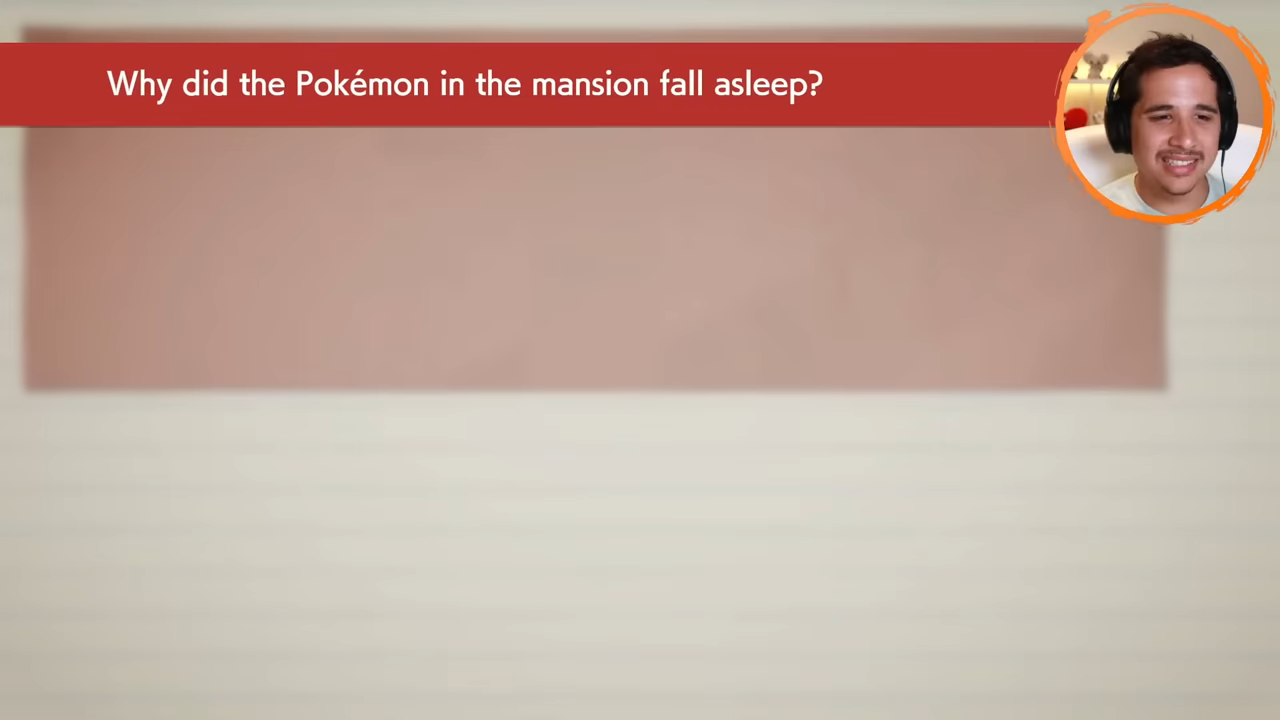 Why did the Pokémon in the mansion fall asleep?